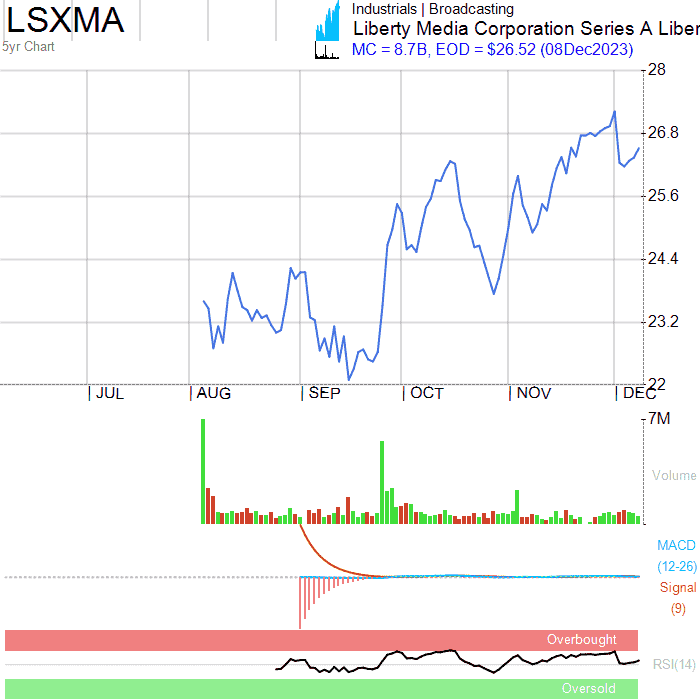 LSXMA
Industrials | Broadcasting
Liberty Media Corporation Series A Liber
5yr Chart
MC = 8.7B, EOD = $26.52 (08Dec2023)
28
26.8
25.6
24.4
23.2
22
| JUL | AUG | SEP | OCT | NOV | DEC
7M
Volume
MACD
(12-26)
Signal
(9)
Overbought
RSI(14)
Oversold